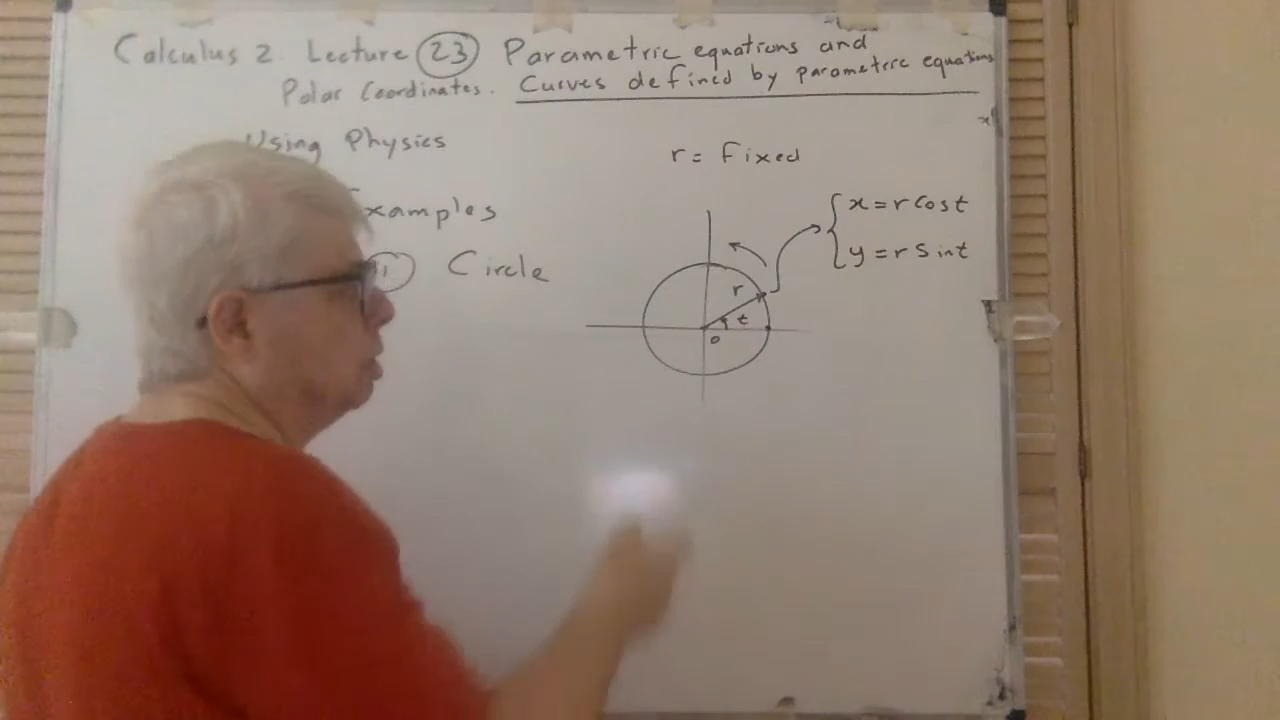 Calculus 2. Lecture 23 Parametric equations and
Polar Coordinates. Curves defined by parametric equations
Using Physics
r = Fixed
Examples
x = r cos t
y = r sin t
1 Circle
r
t
o